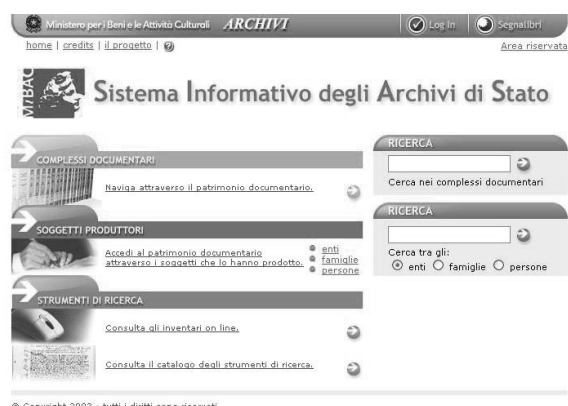 Ministero per i Beni e le Attività Culturali ARCHIVI Log In Segnalibri
home | credits | il progetto | ? Area riservata
MiBAC Sistema Informativo degli Archivi di Stato
COMPLESSI DOCUMENTARI
Naviga attraverso il patrimonio documentario.
SOGGETTI PRODUTTORI
Accedi al patrimonio documentario
attraverso i soggetti che lo hanno prodotto.
enti
famiglie
persone
STRUMENTI DI RICERCA
Consulta gli inventari on line.
Consulta il catalogo degli strumenti di ricerca.
RICERCA
Cerca nei complessi documentari
RICERCA
Cerca tra gli:
enti famiglie persone
© Copyright 2003 - tutti i diritti sono riservati